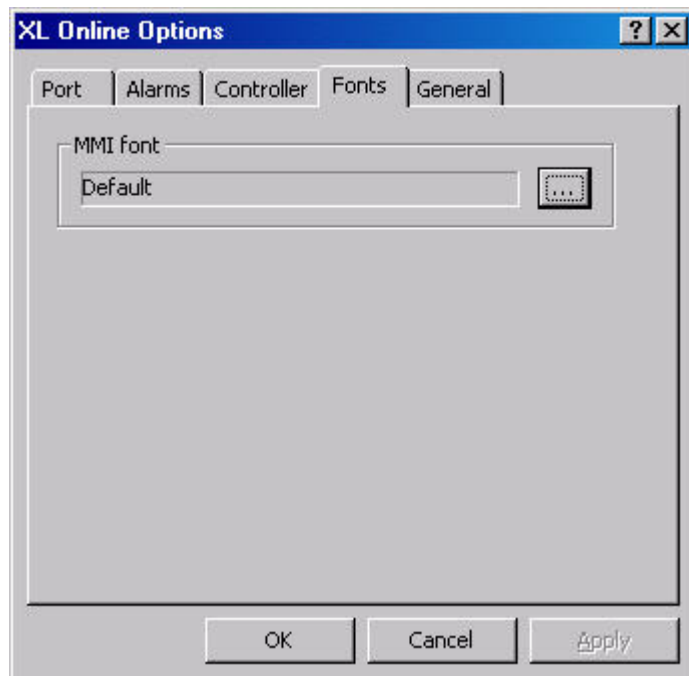 XL Online Options
Port Alarms Controller Fonts General
MMI font
Default ...
OK Cancel Apply